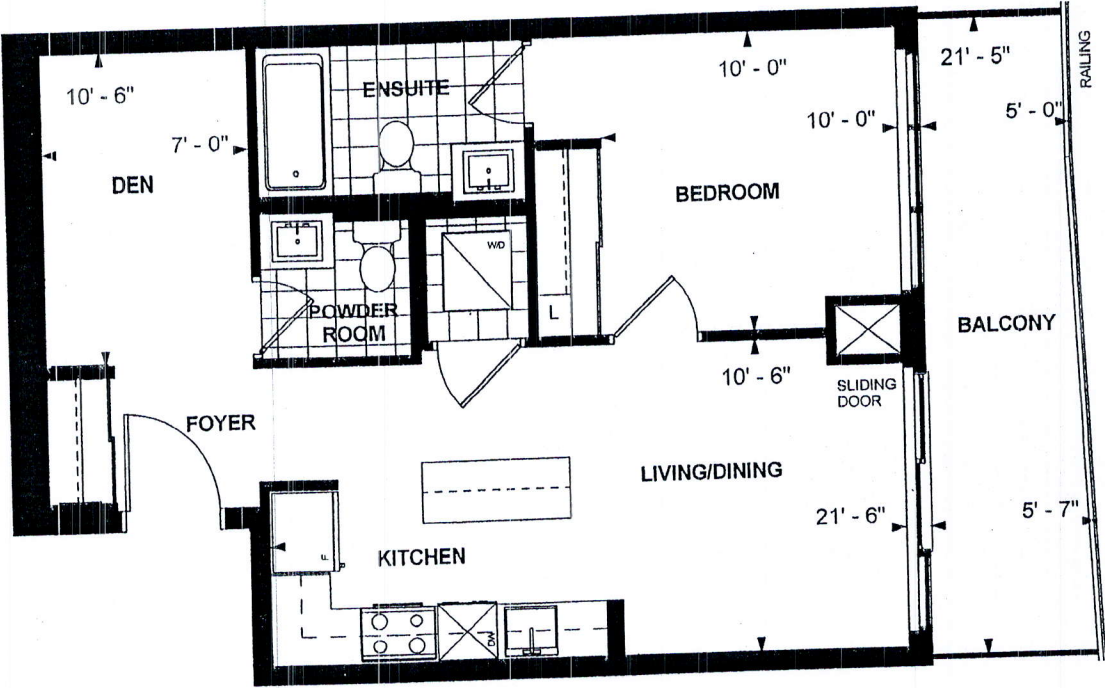 RAILING
21' - 5"
5' - 0"
10' - 0"
10' - 0"
ENSUITE
10' - 6"
7' - 0"
DEN
BEDROOM
W/D
POWDER
ROOM
L
BALCONY
10' - 6"
SLIDING
DOOR
FOYER
LIVING/DINING
21' - 6"
5' - 7"
F
KITCHEN
DW